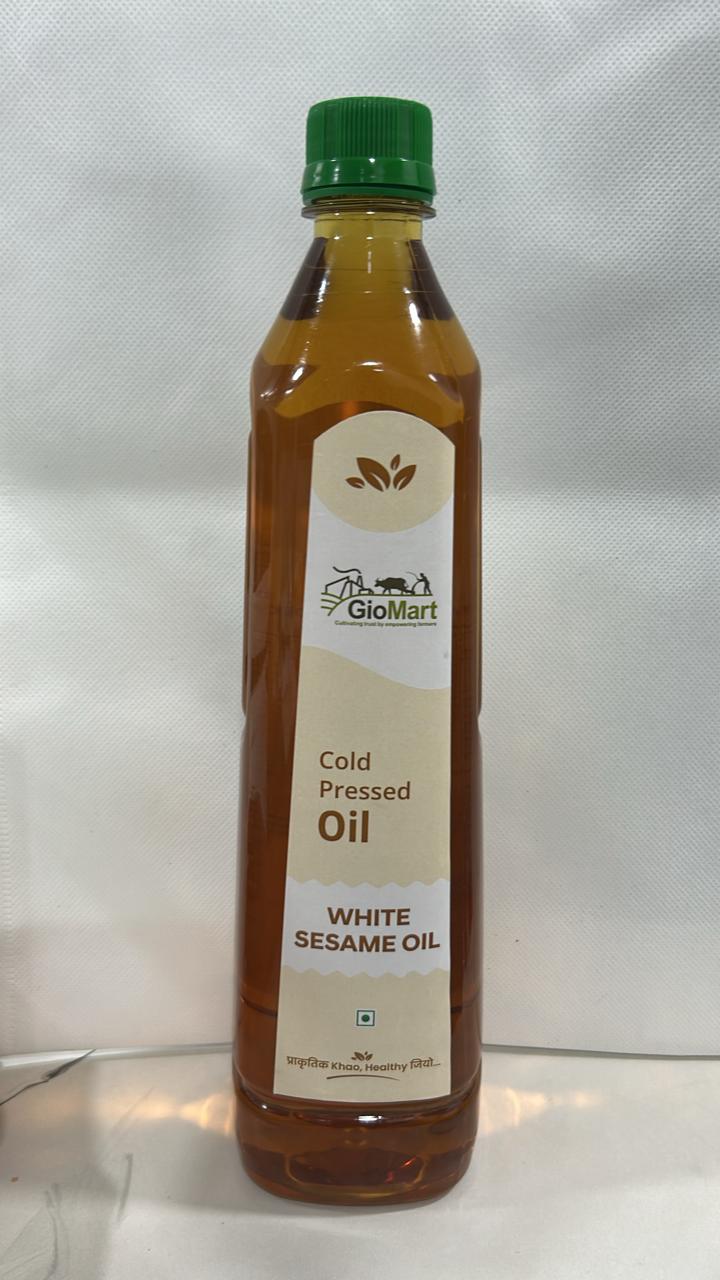 GioMart
Cultivating trust by empowering farmers
Cold
Pressed
Oil
WHITE
SESAME OIL
प्राकृतिक Khao, Healthy जियो...